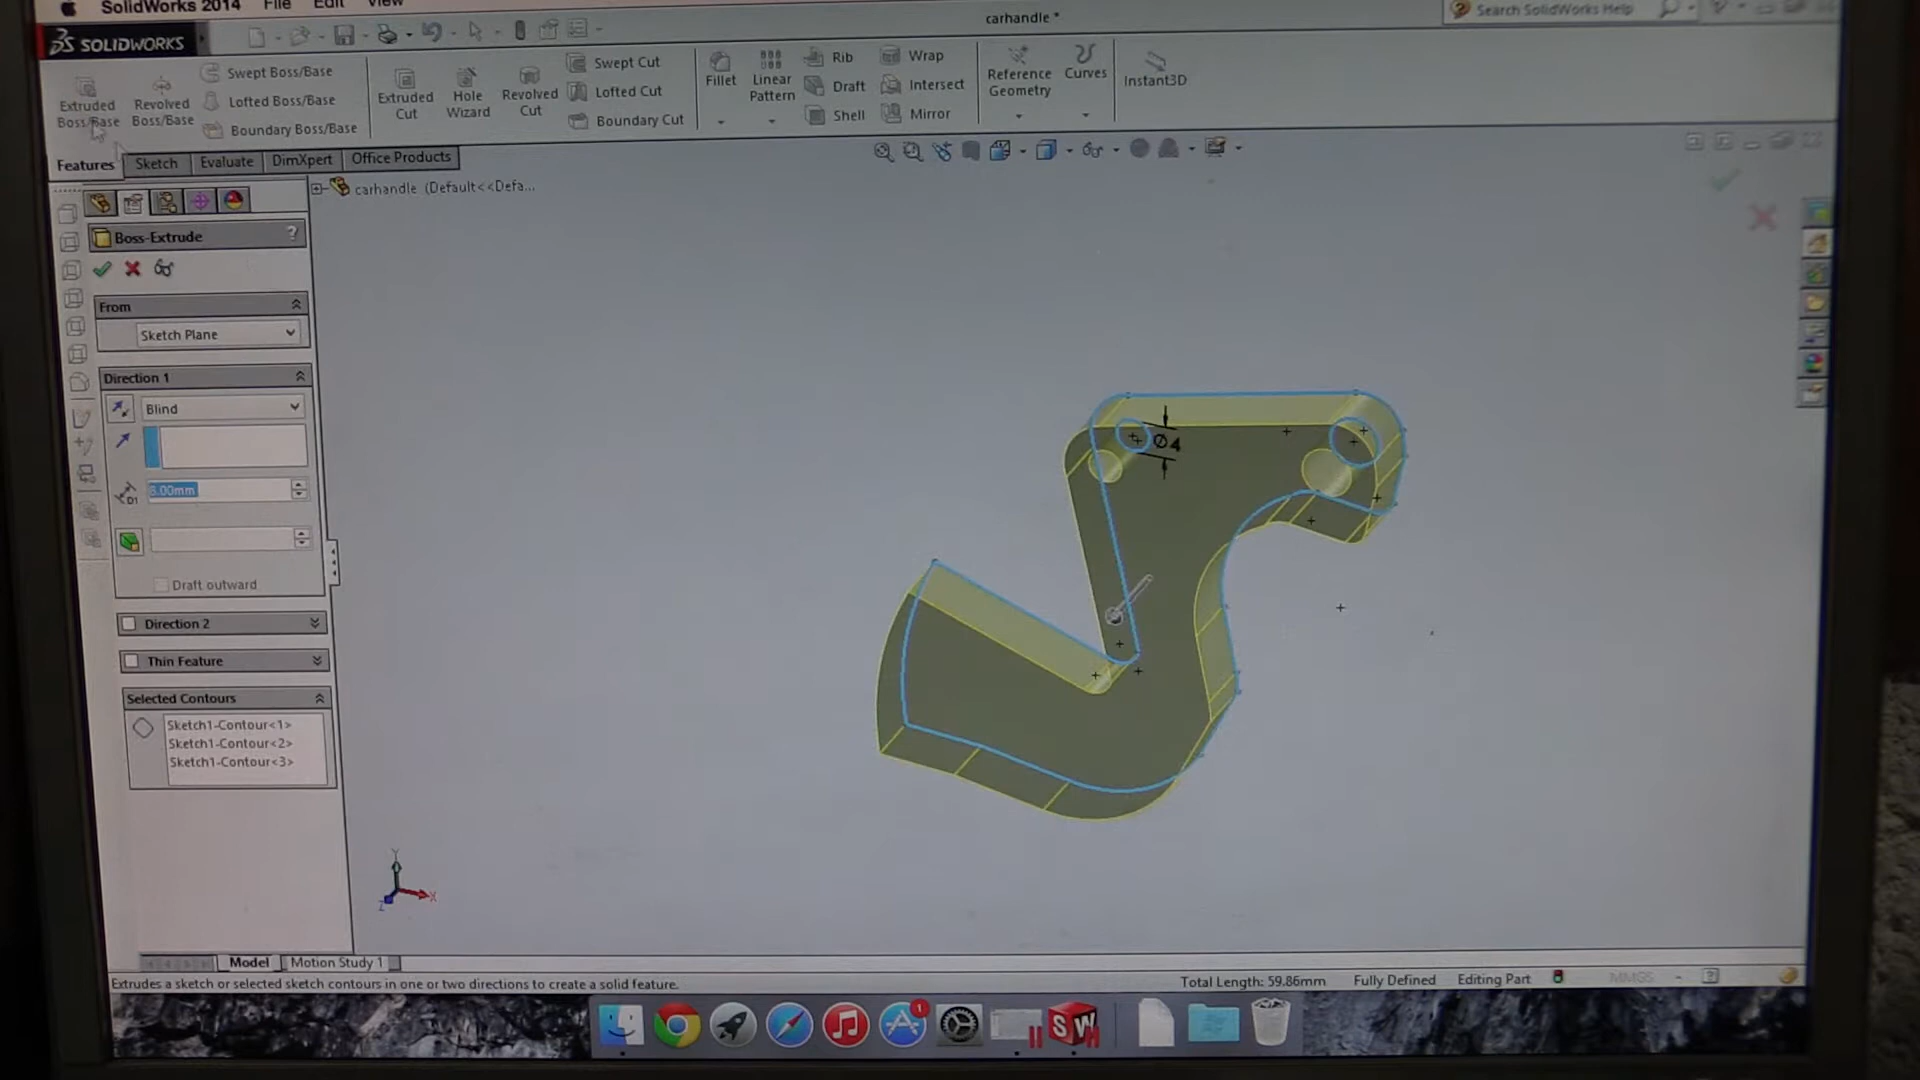 SolidWorks 2014 File Edit View
SOLIDWORKS
carhandle *
Search SolidWorks Help
Extruded Boss/Base
Revolved Boss/Base
Swept Boss/Base
Lofted Boss/Base
Boundary Boss/Base
Extruded Cut
Hole Wizard
Revolved Cut
Swept Cut
Lofted Cut
Boundary Cut
Fillet
Linear Pattern
Rib
Draft
Shell
Wrap
Intersect
Mirror
Reference Geometry
Curves
Instant3D
Features Sketch Evaluate DimXpert Office Products
carhandle (Default<<Defa...
Boss-Extrude ?
From
Sketch Plane
Direction 1
Blind
D1
Draft outward
Direction 2
Thin Feature
Selected Contours
Sketch1-Contour<1>
Sketch1-Contour<2>
Sketch1-Contour<3>
Ø4
Y
X
Z
Model Motion Study 1
Extrudes a sketch or selected sketch contours in one or two directions to create a solid feature.
Total Length: 59.86mm Fully Defined Editing Part MMGS
1
SW